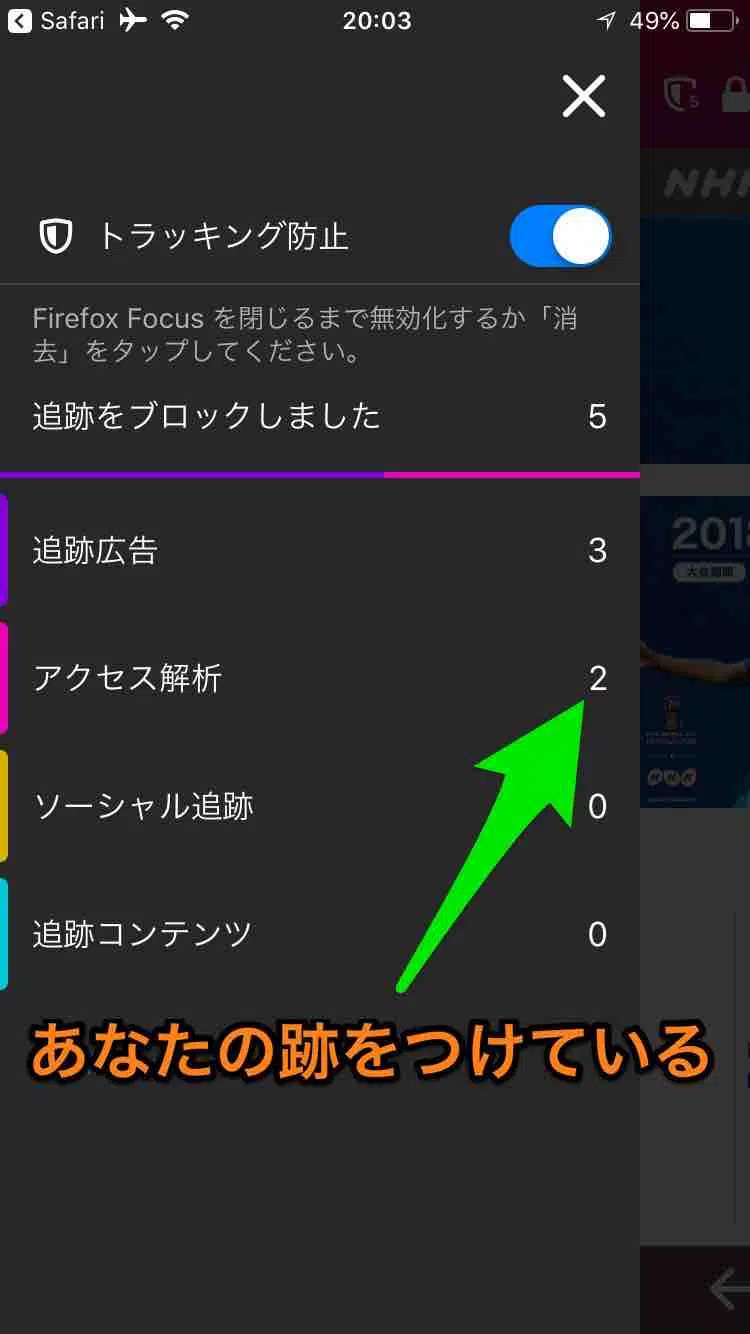 Safari 20:03 49%
5
トラッキング防止
NHK
Firefox Focus を閉じるまで無効化するか「消
去」をタップしてください。
追跡をブロックしました 5
追跡広告 3
2018
大会期間
アクセス解析 2
NHK
ソーシャル追跡 0
追跡コンテンツ 0
あなたの跡をつけている